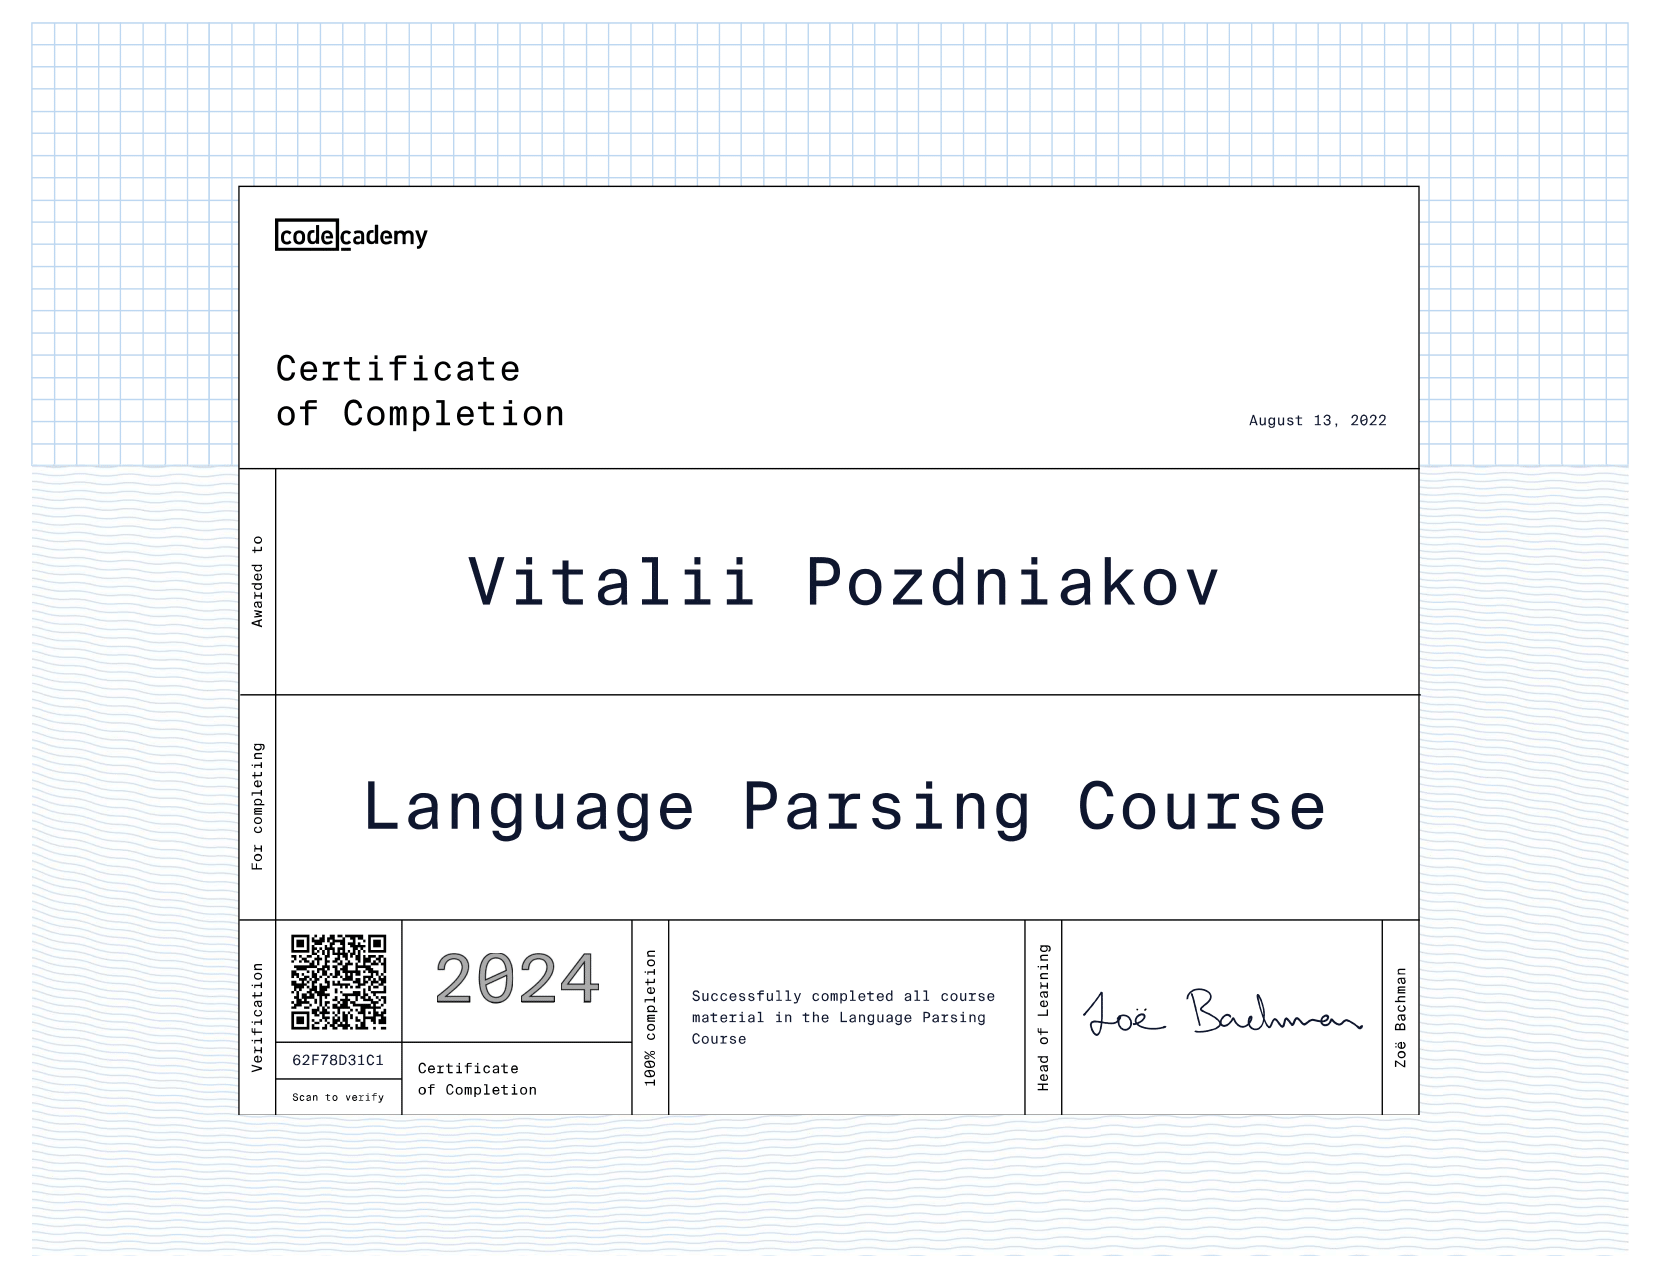 codecademy
Certificate
of Completion
August 13, 2022
Awarded to
Vitalii Pozdniakov
For completing
Language Parsing Course
Verification
62F78D31C1
Scan to verify
2024
Certificate
of Completion
100% completion
Successfully completed all course
material in the Language Parsing
Course
Head of Learning
Zoë Bachman
Zoë Bachman